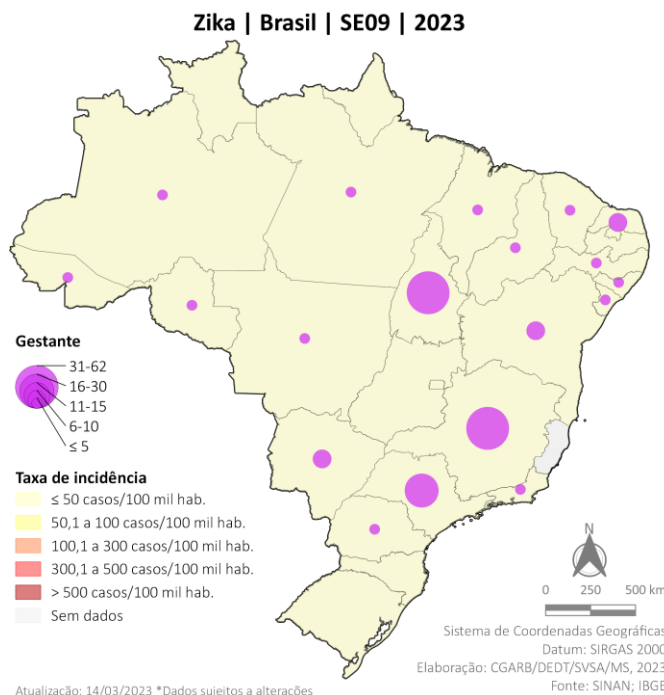 Zika | Brasil | SE09 | 2023
Gestante
31-62
16-30
11-15
6-10
≤ 5
Taxa de incidência
≤ 50 casos/100 mil hab.
50,1 a 100 casos/100 mil hab.
100,1 a 300 casos/100 mil hab.
300,1 a 500 casos/100 mil hab.
> 500 casos/100 mil hab.
Sem dados
N
0 250 500 km
Sistema de Coordenadas Geográficas
Datum: SIRGAS 2000
Elaboração: CGARB/DEDT/SVSA/MS, 2023
Fonte: SINAN; IBGE
Atualização: 14/03/2023 *Dados sujeitos a alterações